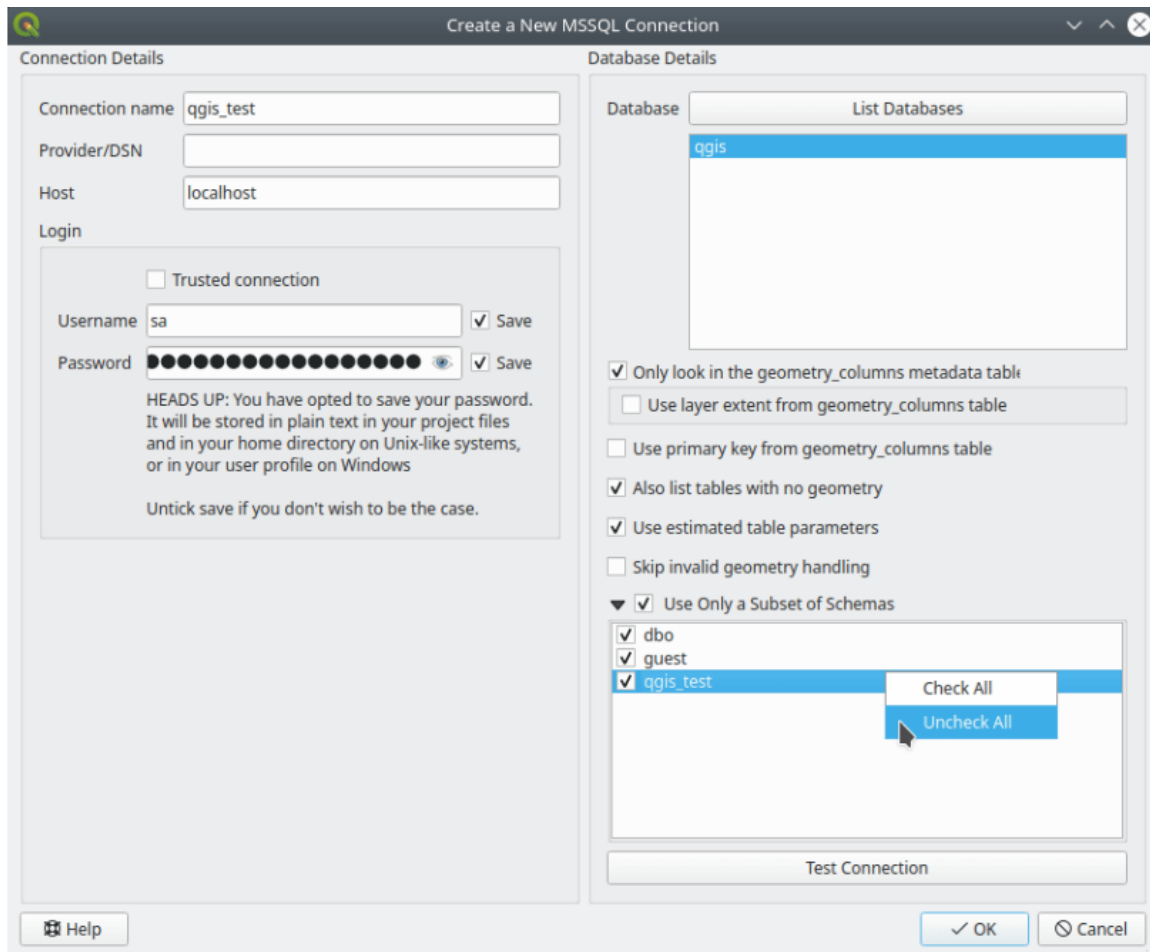 Create a New MSSQL Connection
Connection Details
Connection name qgis_test
Provider/DSN
Host localhost
Login
Trusted connection
Username sa Save
Password ●●●●●●●●●●●●●●●●● Save
HEADS UP: You have opted to save your password.
It will be stored in plain text in your project files
and in your home directory on Unix-like systems,
or in your user profile on Windows
Untick save if you don't wish to be the case.
Database Details
Database List Databases
qgis
Only look in the geometry_columns metadata table
Use layer extent from geometry_columns table
Use primary key from geometry_columns table
Also list tables with no geometry
Use estimated table parameters
Skip invalid geometry handling
Use Only a Subset of Schemas
dbo
guest
qgis_test
Check All
Uncheck All
Test Connection
Help
OK
Cancel